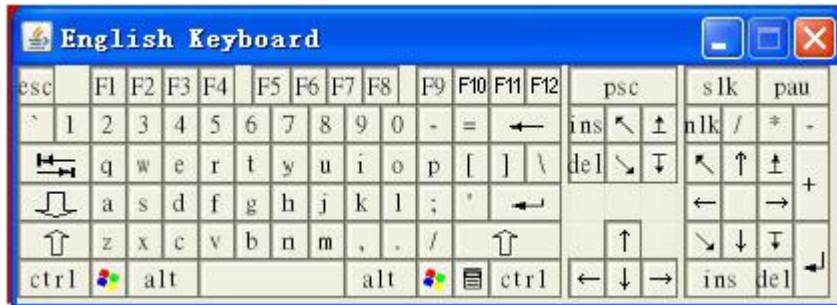 English Keyboard
esc F1 F2 F3 F4 F5 F6 F7 F8 F9 F10 F11 F12 psc slk pau
` 1 2 3 4 5 6 7 8 9 0 - = ← ins ↖ ↥ nlk / * -
q w e r t y u i o p [ ] \ del ↘ ↧ ↖ ↑ ↥ +
a s d f g h j k l ; ' ↵ ← →
⇧ z x c v b n m , . / ⇧ ↑ ↘ ↓ ↧ ↵
ctrl alt alt ctrl ← ↓ → ins del